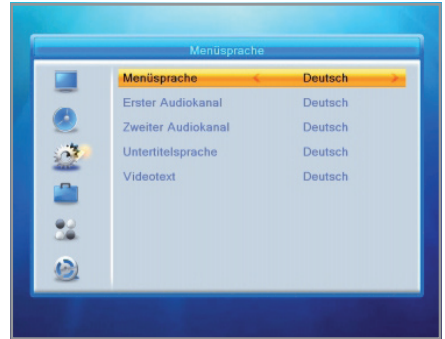 Menüsprache
Menüsprache < Deutsch >
Erster Audiokanal Deutsch
Zweiter Audiokanal Deutsch
Untertitelsprache Deutsch
Videotext Deutsch